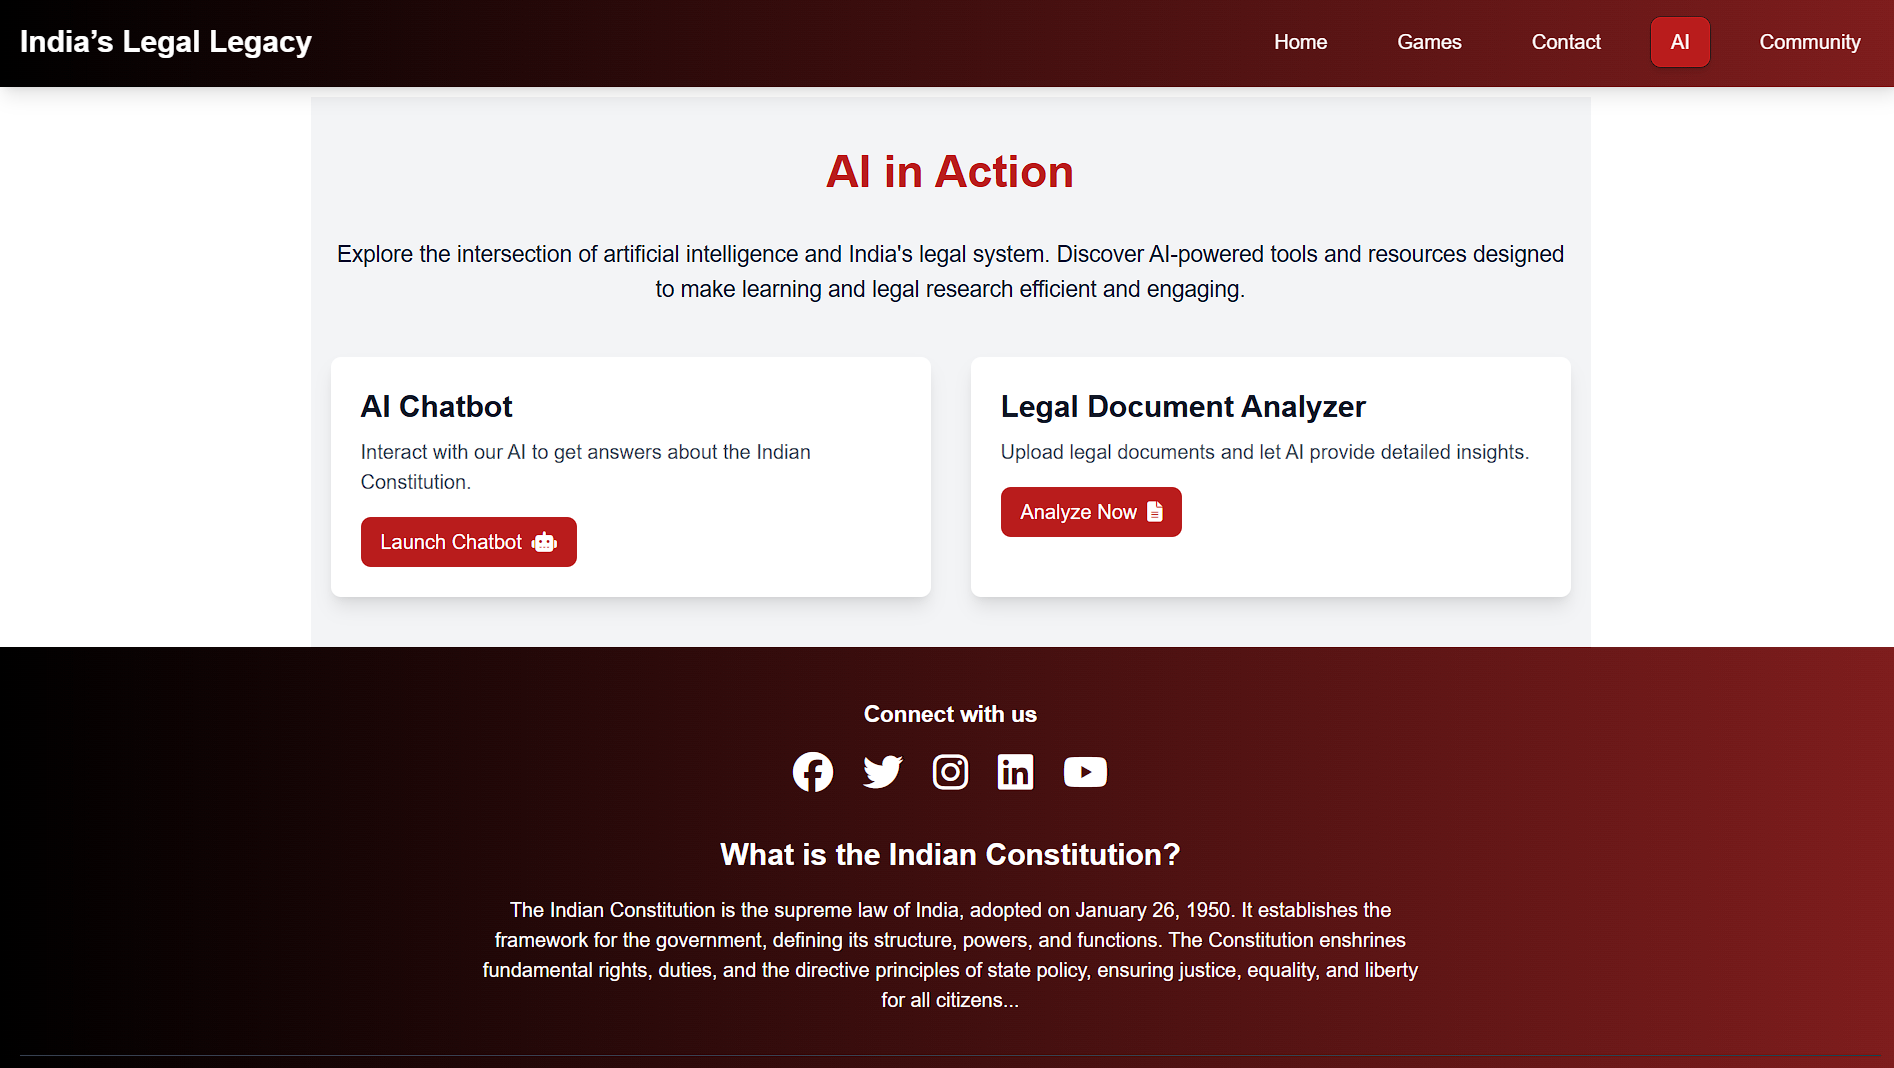 India’s Legal Legacy
Home
Games
Contact
AI
Community
AI in Action
Explore the intersection of artificial intelligence and India's legal system. Discover AI-powered tools and resources designed
to make learning and legal research efficient and engaging.
AI Chatbot
Interact with our AI to get answers about the Indian
Constitution.
Launch Chatbot
Legal Document Analyzer
Upload legal documents and let AI provide detailed insights.
Analyze Now
Connect with us
What is the Indian Constitution?
The Indian Constitution is the supreme law of India, adopted on January 26, 1950. It establishes the
framework for the government, defining its structure, powers, and functions. The Constitution enshrines
fundamental rights, duties, and the directive principles of state policy, ensuring justice, equality, and liberty
for all citizens...